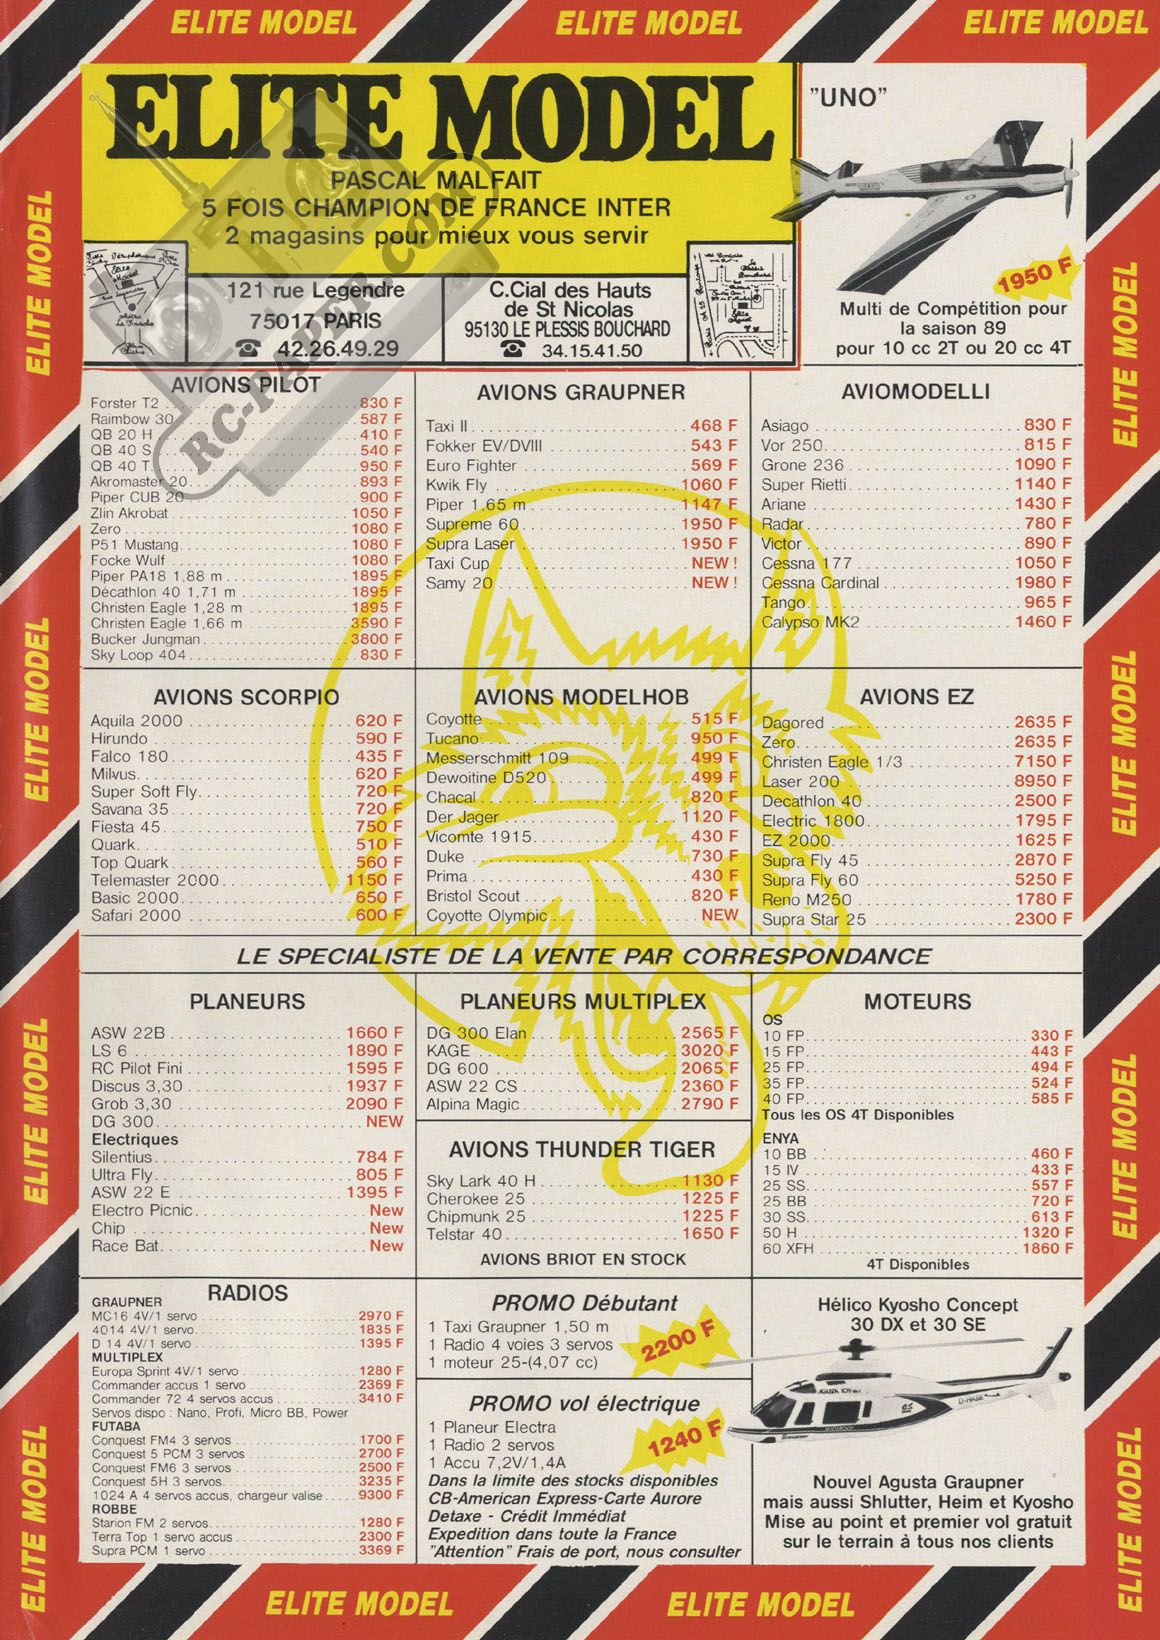 ELITE MODEL ELITE MODEL ELITE MODEL
ELITE MODEL
PASCAL MALFAIT
5 FOIS CHAMPION DE FRANCE INTER
2 magasins pour mieux vous servir
121 rue Legendre
75017 PARIS
☎ 42.26.49.29
C.Cial des Hauts
de St Nicolas
95130 LE PLESSIS BOUCHARD
☎ 34.15.41.50
"UNO"
1950 F
Multi de Compétition pour
la saison 89
pour 10 cc 2T ou 20 cc 4T
RC-PAPER.COM
AVIONS PILOT
Forster T2 ... 830 F
Raimbow 30 ... 587 F
QB 20 H ... 410 F
QB 40 S ... 540 F
QB 40 T ... 950 F
Akromaster 20 ... 893 F
Piper CUB 20 ... 900 F
Zlin Akrobat ... 1050 F
Zero ... 1080 F
P51 Mustang ... 1080 F
Focke Wulf ... 1080 F
Piper PA18 1,88 m ... 1895 F
Décathlon 40 1,71 m ... 1895 F
Christen Eagle 1,28 m ... 1895 F
Christen Eagle 1,66 m ... 3590 F
Bucker Jungman ... 3800 F
Sky Loop 404 ... 830 F
AVIONS GRAUPNER
Taxi II ... 468 F
Fokker EV/DVIII ... 543 F
Euro Fighter ... 569 F
Kwik Fly ... 1060 F
Piper 1,65 m ... 1147 F
Supreme 60 ... 1950 F
Supra Laser ... 1950 F
Taxi Cup ... NEW !
Samy 20 ... NEW !
AVIOMODELLI
Asiago ... 830 F
Vor 250 ... 815 F
Grone 236 ... 1090 F
Super Rietti ... 1140 F
Ariane ... 1430 F
Radar ... 780 F
Victor ... 890 F
Cessna 177 ... 1050 F
Cessna Cardinal ... 1980 F
Tango ... 965 F
Calypso MK2 ... 1460 F
AVIONS SCORPIO
Aquila 2000 ... 620 F
Hirundo ... 590 F
Falco 180 ... 435 F
Milvus ... 620 F
Super Soft Fly ... 720 F
Savana 35 ... 720 F
Fiesta 45 ... 750 F
Quark ... 510 F
Top Quark ... 560 F
Telemaster 2000 ... 1150 F
Basic 2000 ... 650 F
Safari 2000 ... 600 F
AVIONS MODELHOB
Coyotte ... 515 F
Tucano ... 950 F
Messerschmitt 109 ... 499 F
Dewoitine D520 ... 499 F
Chacal ... 820 F
Der Jager ... 1120 F
Vicomte 1915 ... 430 F
Duke ... 730 F
Prima ... 430 F
Bristol Scout ... 820 F
Coyotte Olympic ... NEW
AVIONS EZ
Dagored ... 2635 F
Zero ... 2635 F
Christen Eagle 1/3 ... 7150 F
Laser 200 ... 8950 F
Decathlon 40 ... 2500 F
Electric 1800 ... 1795 F
EZ 2000 ... 1625 F
Supra Fly 45 ... 2870 F
Supra Fly 60 ... 5250 F
Reno M250 ... 1780 F
Supra Star 25 ... 2300 F
LE SPECIALISTE DE LA VENTE PAR CORRESPONDANCE
PLANEURS
ASW 22B ... 1660 F
LS 6 ... 1890 F
RC Pilot Fini ... 1595 F
Discus 3,30 ... 1937 F
Grob 3,30 ... 2090 F
DG 300 ... NEW
Electriques
Silentius ... 784 F
Ultra Fly ... 805 F
ASW 22 E ... 1395 F
Electro Picnic ... New
Chip ... New
Race Bat ... New
PLANEURS MULTIPLEX
DG 300 Elan ... 2565 F
KAGE ... 3020 F
DG 600 ... 2065 F
ASW 22 CS ... 2360 F
Alpina Magic ... 2790 F
AVIONS THUNDER TIGER
Sky Lark 40 H ... 1130 F
Cherokee 25 ... 1225 F
Chipmunk 25 ... 1225 F
Telstar 40 ... 1650 F
AVIONS BRIOT EN STOCK
MOTEURS
OS
10 FP ... 330 F
15 FP ... 443 F
25 FP ... 494 F
35 FP ... 524 F
40 FP ... 585 F
Tous les OS 4T Disponibles
ENYA
10 BB ... 460 F
15 IV ... 433 F
25 SS ... 557 F
25 BB ... 720 F
30 SS ... 613 F
50 H ... 1320 F
60 XFH ... 1860 F
4T Disponibles
RADIOS
GRAUPNER
MC16 4V/1 servo ... 2970 F
4014 4V/1 servo ... 1835 F
D 14 4V/1 servo ... 1395 F
MULTIPLEX
Europa Sprint 4V/1 servo ... 1280 F
Commander accus 1 servo ... 2369 F
Commander 72 4 servos accus ... 3410 F
Servos dispo : Nano, Profi, Micro BB, Power
FUTABA
Conquest FM4 3 servos ... 1700 F
Conquest 5 PCM 3 servos ... 2700 F
Conquest FM6 3 servos ... 2500 F
Conquest 5H 3 servos ... 3235 F
1024 A 4 servos accus, chargeur valise ... 9300 F
ROBBE
Starion FM 2 servos ... 1280 F
Terra Top 1 servo accus ... 2300 F
Supra PCM 1 servo ... 3369 F
PROMO Débutant
1 Taxi Graupner 1,50 m
1 Radio 4 voies 3 servos
1 moteur 25-(4,07 cc)
2200 F
PROMO vol électrique
1 Planeur Electra
1 Radio 2 servos
1 Accu 7,2V/1,4A
1240 F
Dans la limite des stocks disponibles
CB-American Express-Carte Aurore
Detaxe - Crédit Immédiat
Expedition dans toute la France
"Attention" Frais de port, nous consulter
Hélico Kyosho Concept
30 DX et 30 SE
AGUSTA 109
D-HASE
Graupner
Nouvel Agusta Graupner
mais aussi Shlutter, Heim et Kyosho
Mise au point et premier vol gratuit
sur le terrain à tous nos clients
ELITE MODEL
ELITE MODEL
ELITE MODEL
ELITE MODEL
ELITE MODEL
ELITE MODEL
ELITE MODEL
ELITE MODEL
ELITE MODEL
ELITE MODEL ELITE MODEL